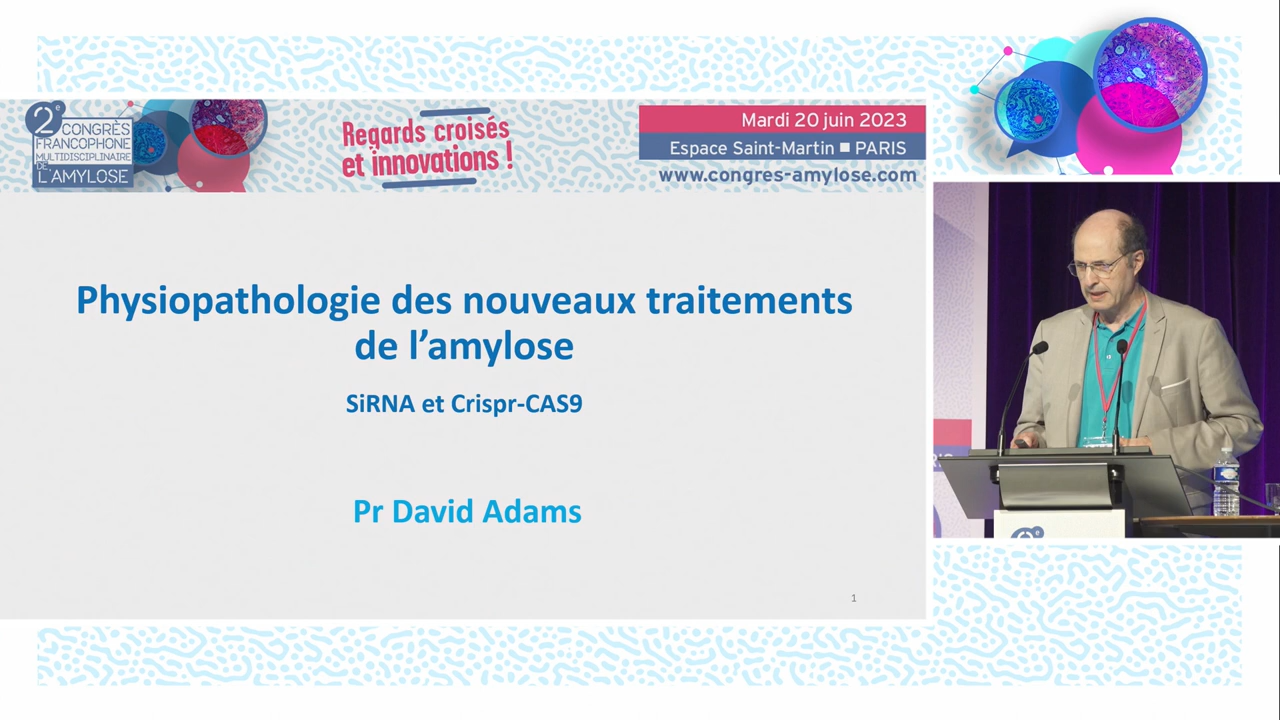 2e CONGRÈS
FRANCOPHONE
MULTIDISCIPLINAIRE
DE
L'AMYLOSE
Regards croisés
et innovations !
Mardi 20 juin 2023
Espace Saint-Martin ■ PARIS
www.congres-amylose.com
Physiopathologie des nouveaux traitements
de l’amylose
SiRNA et Crispr-CAS9
Pr David Adams
1